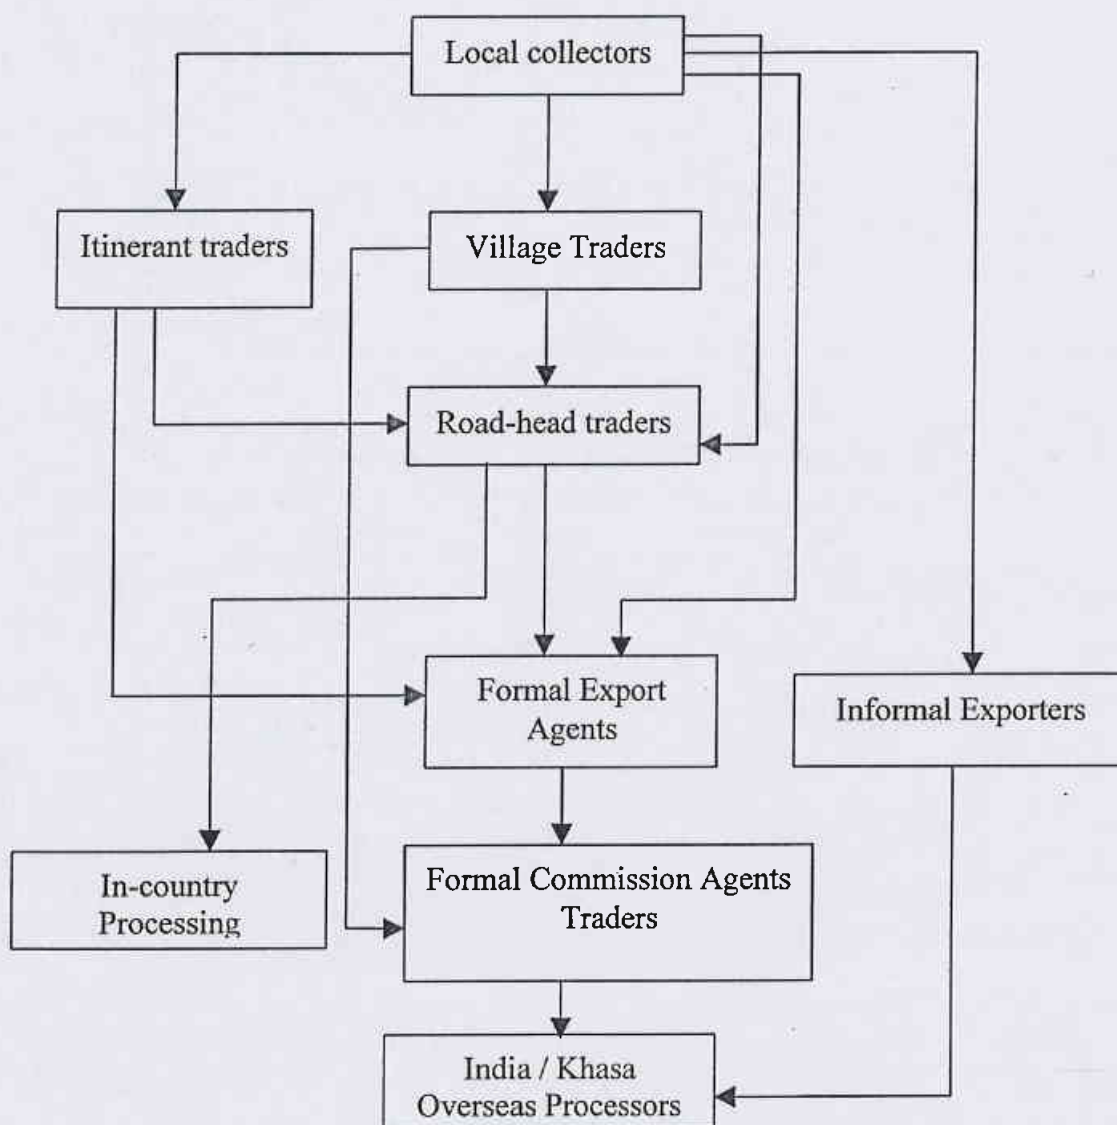 Local collectors
Itinerant traders
Village Traders
Road-head traders
Formal Export
Agents
Informal Exporters
In-country
Processing
Formal Commission Agents
Traders
India / Khasa
Overseas Processors